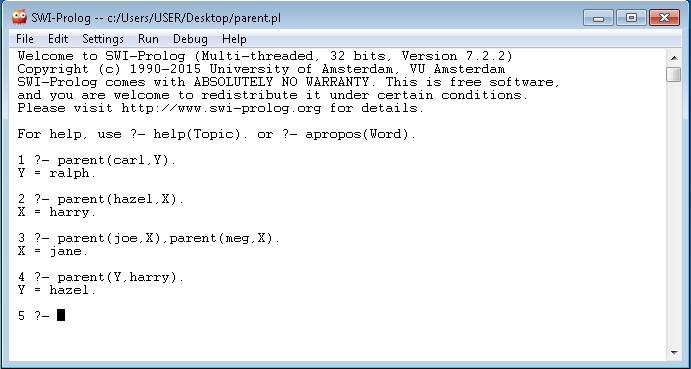 SWI-Prolog -- c:/Users/USER/Desktop/parent.pl
File Edit Settings Run Debug Help
Welcome to SWI-Prolog (Multi-threaded, 32 bits, Version 7.2.2)
Copyright (c) 1990-2015 University of Amsterdam, VU Amsterdam
SWI-Prolog comes with ABSOLUTELY NO WARRANTY. This is free software,
and you are welcome to redistribute it under certain conditions.
Please visit http://www.swi-prolog.org for details.
For help, use ?- help(Topic). or ?- apropos(Word).
1 ?- parent(carl,Y).
Y = ralph.
2 ?- parent(hazel,X).
X = harry.
3 ?- parent(joe,X),parent(meg,X).
X = jane.
4 ?- parent(Y,harry).
Y = hazel.
5 ?-